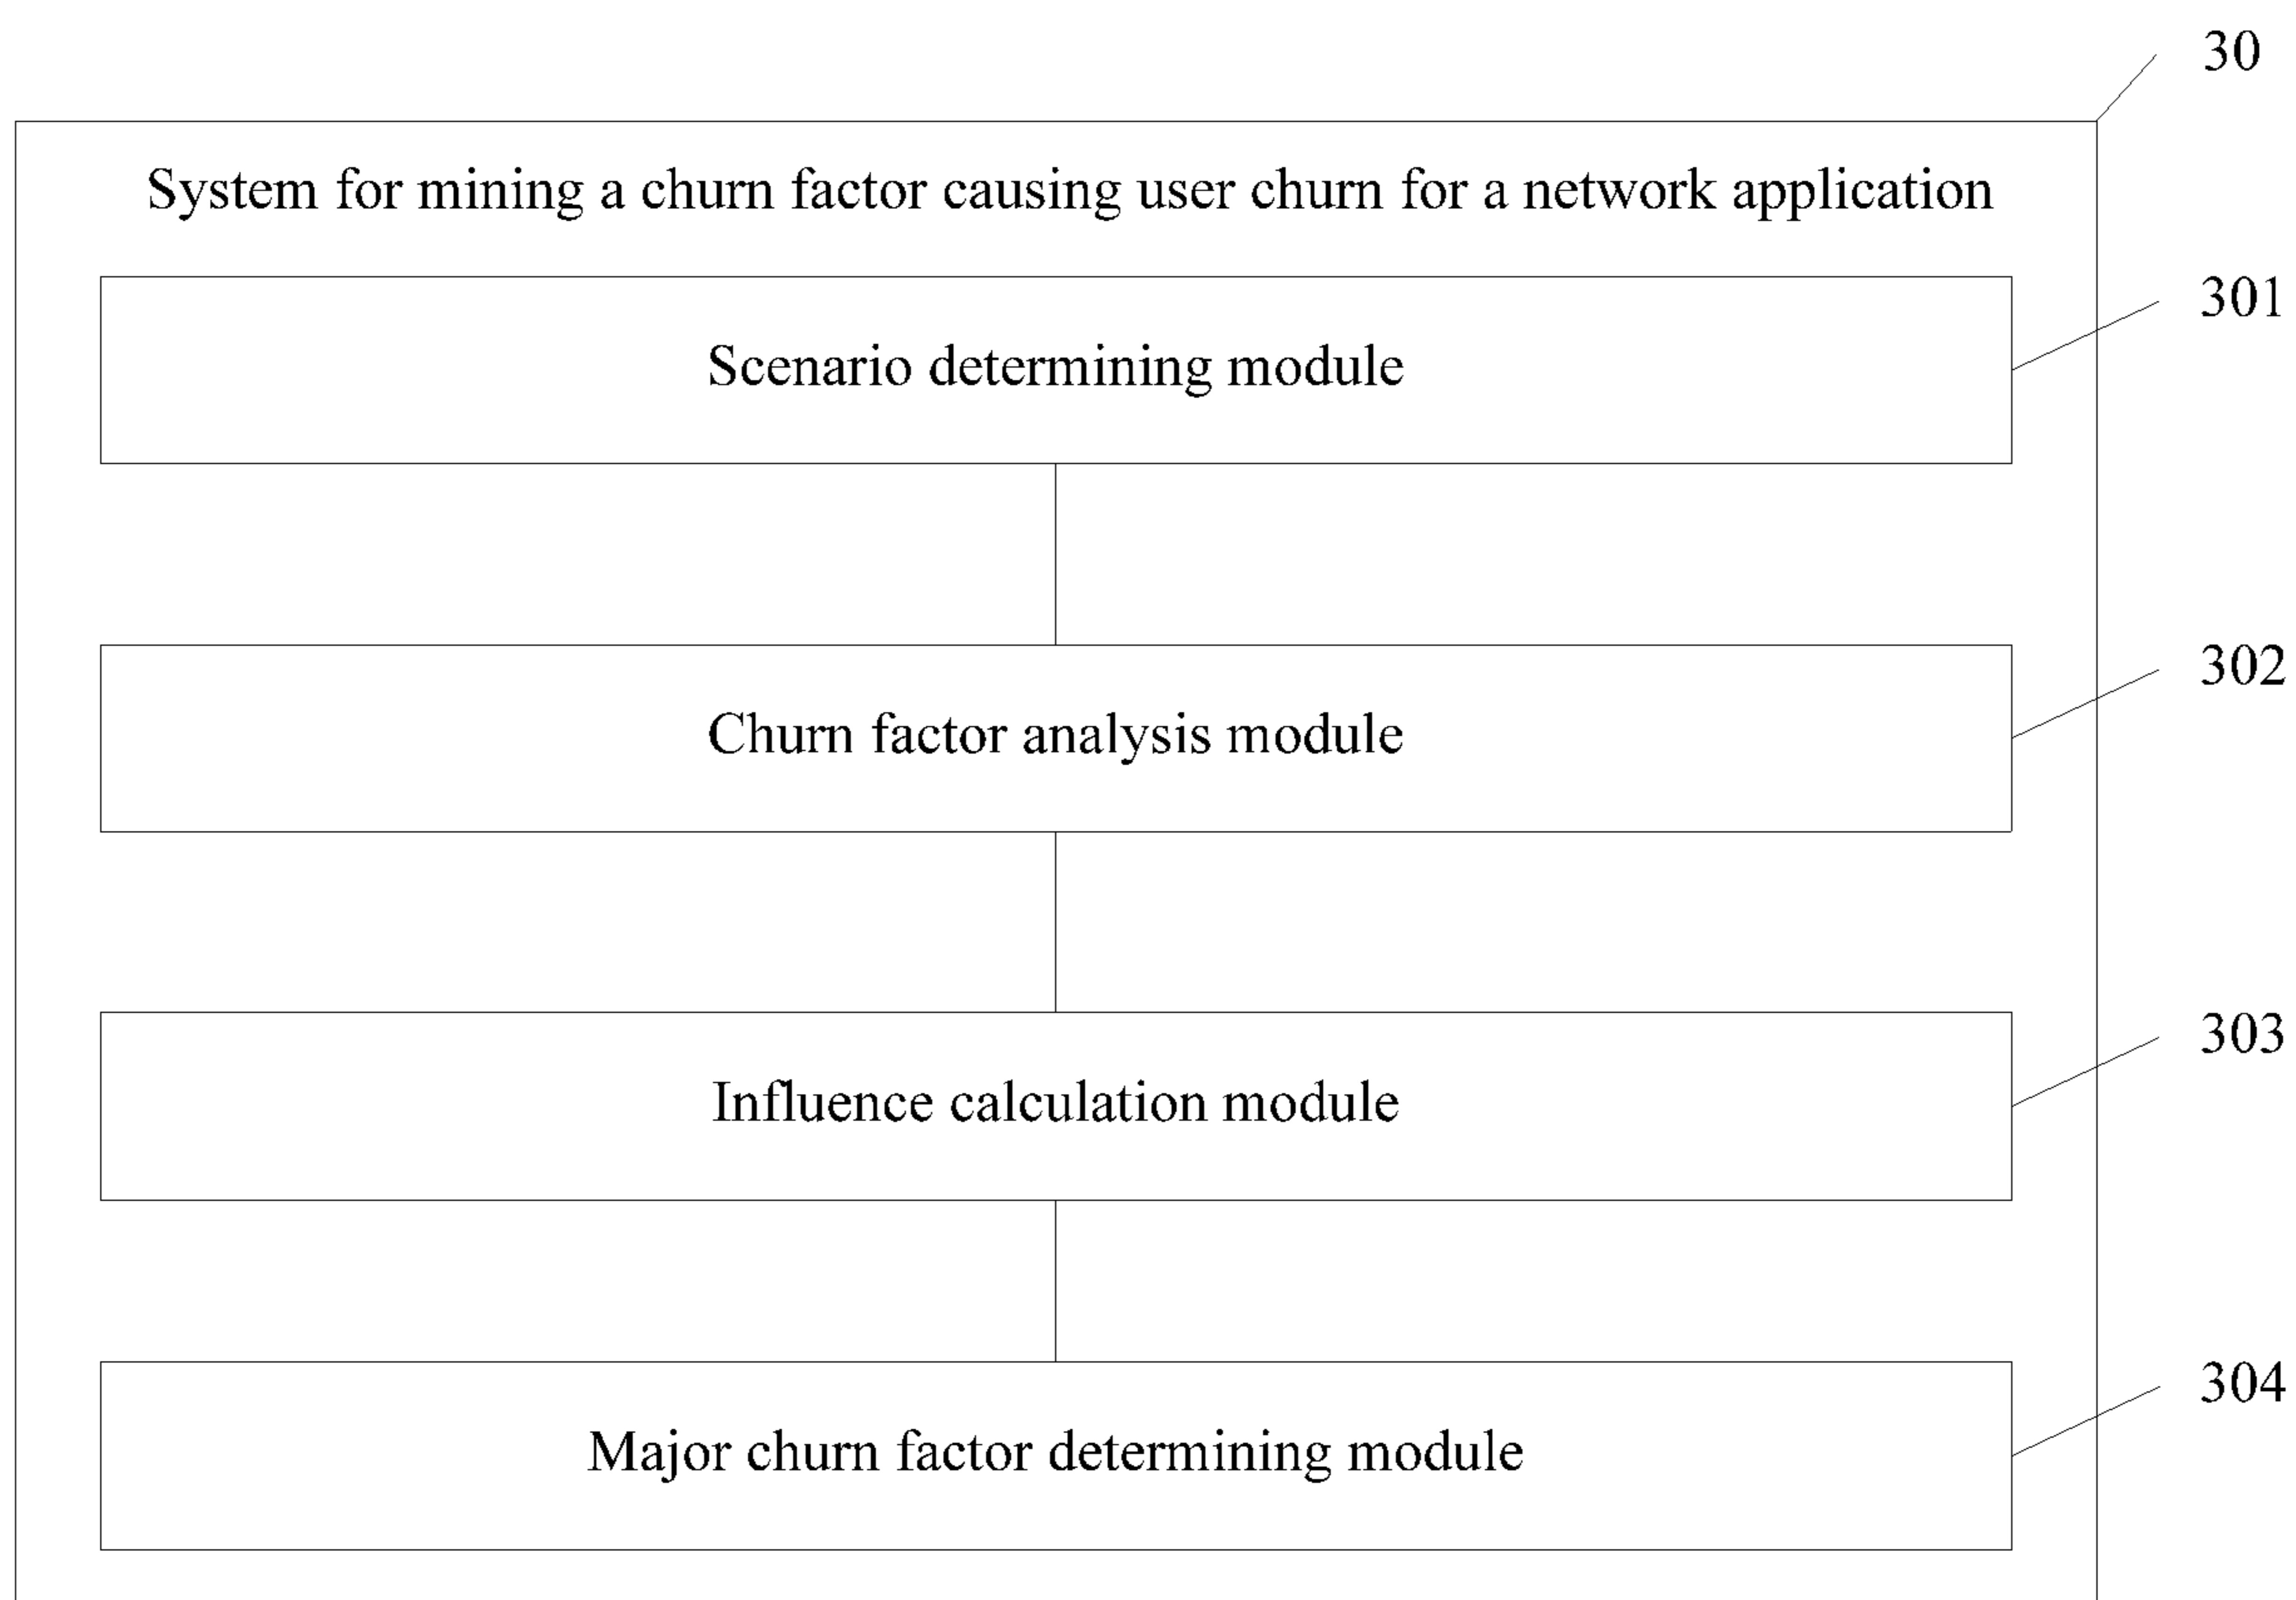 30
System for mining a churn factor causing user churn for a network application
301
Scenario determining module
302
Churn factor analysis module
303
Influence calculation module
304
Major churn factor determining module